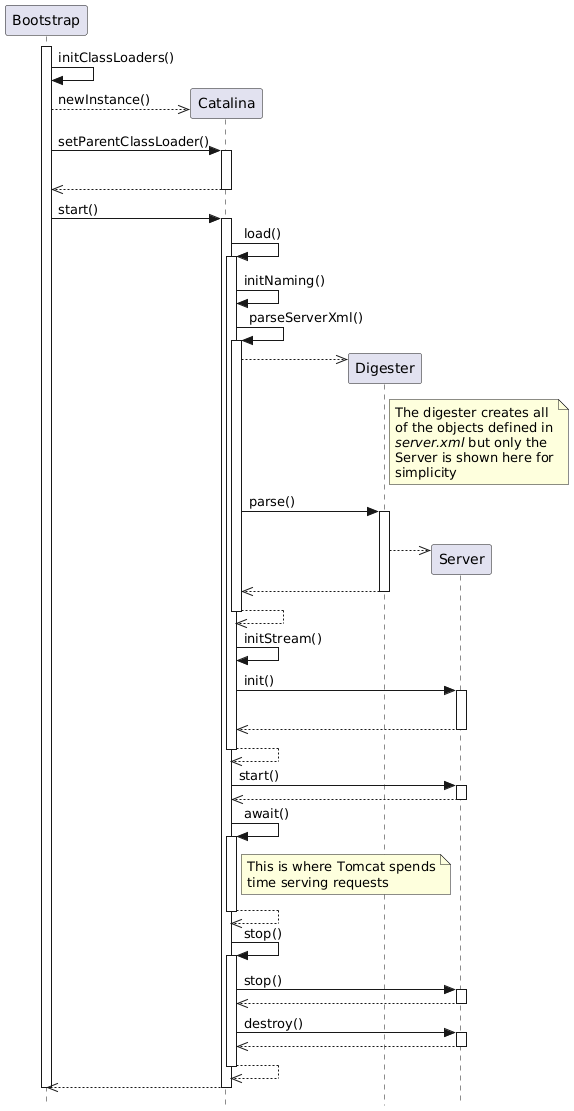 Bootstrap
initClassLoaders()
newInstance()
Catalina
setParentClassLoader()
start()
load()
initNaming()
parseServerXml()
Digester
The digester creates all
of the objects defined in
server.xml but only the
Server is shown here for
simplicity
parse()
Server
initStream()
init()
start()
await()
This is where Tomcat spends
time serving requests
stop()
stop()
destroy()